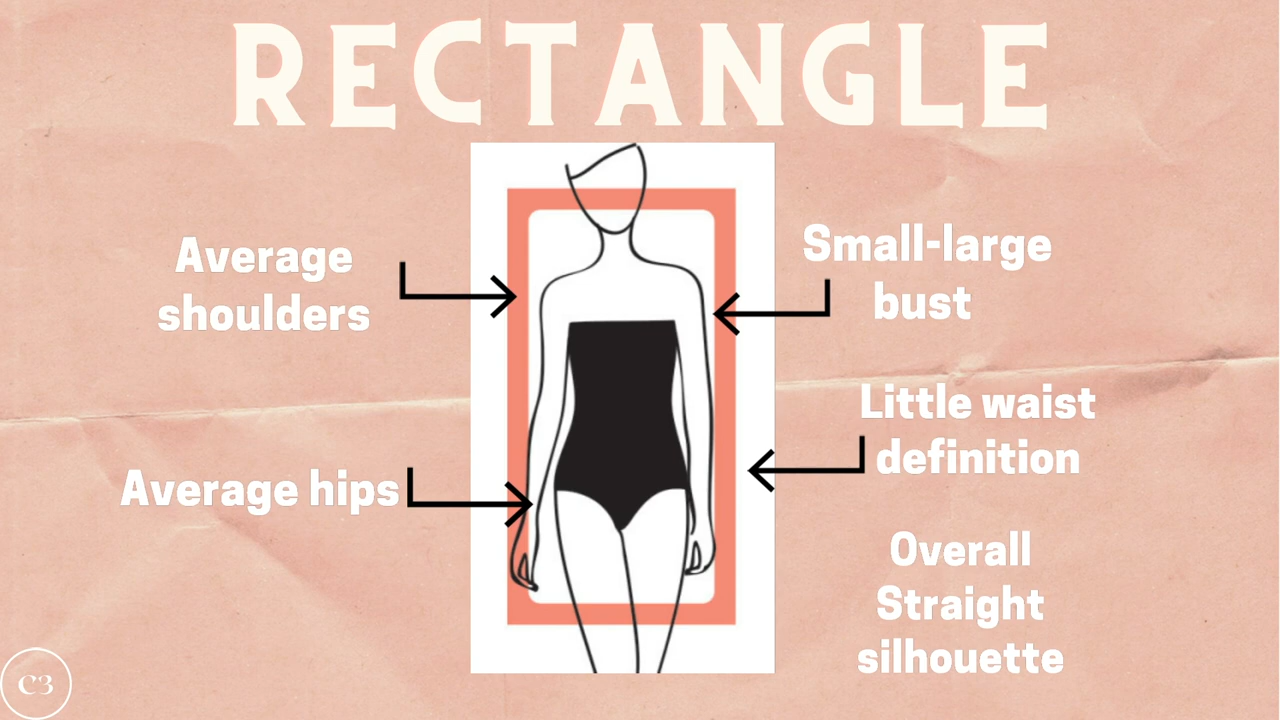 RECTANGLE
Average
shoulders
Small-large
bust
Little waist
definition
Average hips
Overall
Straight
silhouette
C3